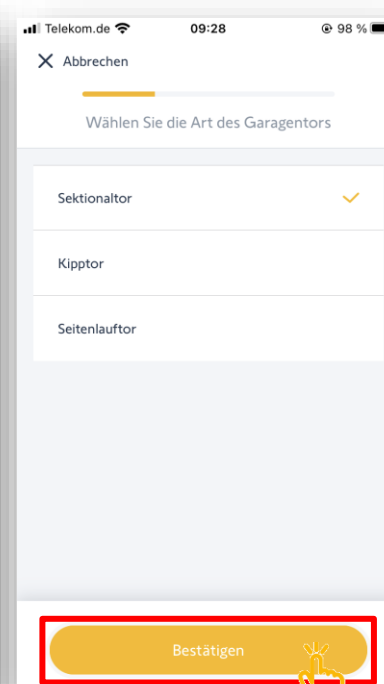 Telekom.de 09:28 98 %
Abbrechen
Wählen Sie die Art des Garagentors
Sektionaltor
Kipptor
Seitenlauftor
Bestätigen